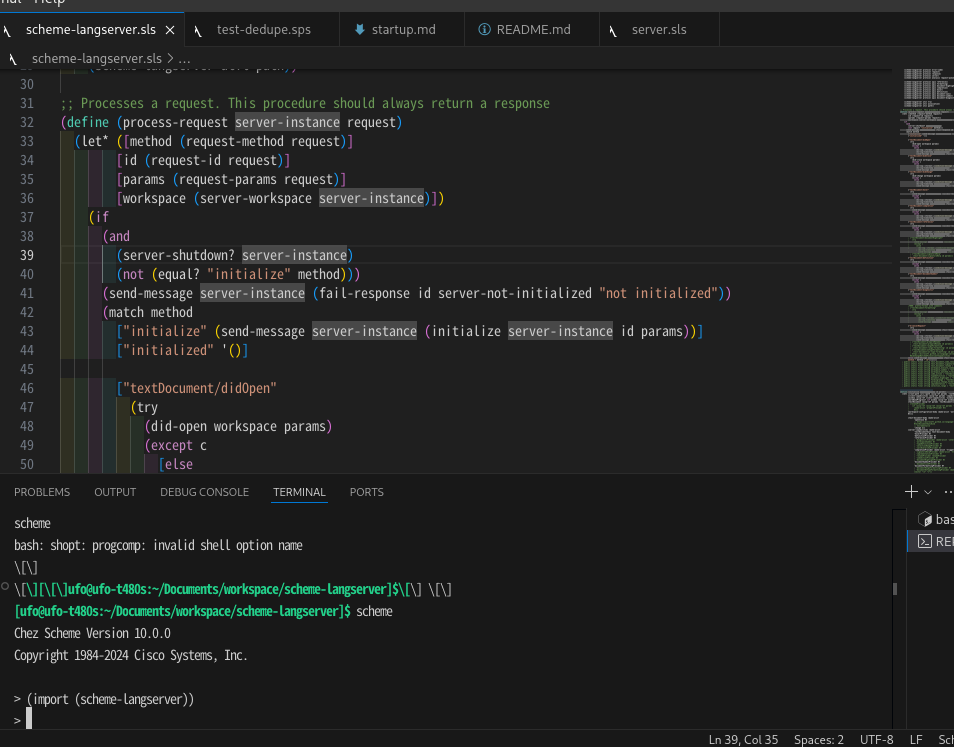 Help
scheme-langserver.sls
test-dedupe.sps
startup.md
README.md
server.sls
scheme-langserver.sls > ...
30
31 ;; Processes a request. This procedure should always return a response
32 (define (process-request server-instance request)
33 (let* ([method (request-method request)]
34 [id (request-id request)]
35 [params (request-params request)]
36 [workspace (server-workspace server-instance)])
37 (if
38 (and
39 (server-shutdown? server-instance)
40 (not (equal? "initialize" method)))
41 (send-message server-instance (fail-response id server-not-initialized "not initialized"))
42 (match method
43 ["initialize" (send-message server-instance (initialize server-instance id params))]
44 ["initialized" '()]
45
46 ["textDocument/didOpen"
47 (try
48 (did-open workspace params)
49 (except c
50 [else
PROBLEMS OUTPUT DEBUG CONSOLE TERMINAL PORTS
scheme
bash: shopt: progcomp: invalid shell option name
\[\]
\[\][\[\]ufo@ufo-t480s:~/Documents/workspace/scheme-langserver]$\[\] \[\]
[ufo@ufo-t480s:~/Documents/workspace/scheme-langserver]$ scheme
Chez Scheme Version 10.0.0
Copyright 1984-2024 Cisco Systems, Inc.
> (import (scheme-langserver))
>
bas
RE
Ln 39, Col 35 Spaces: 2 UTF-8 LF Sch